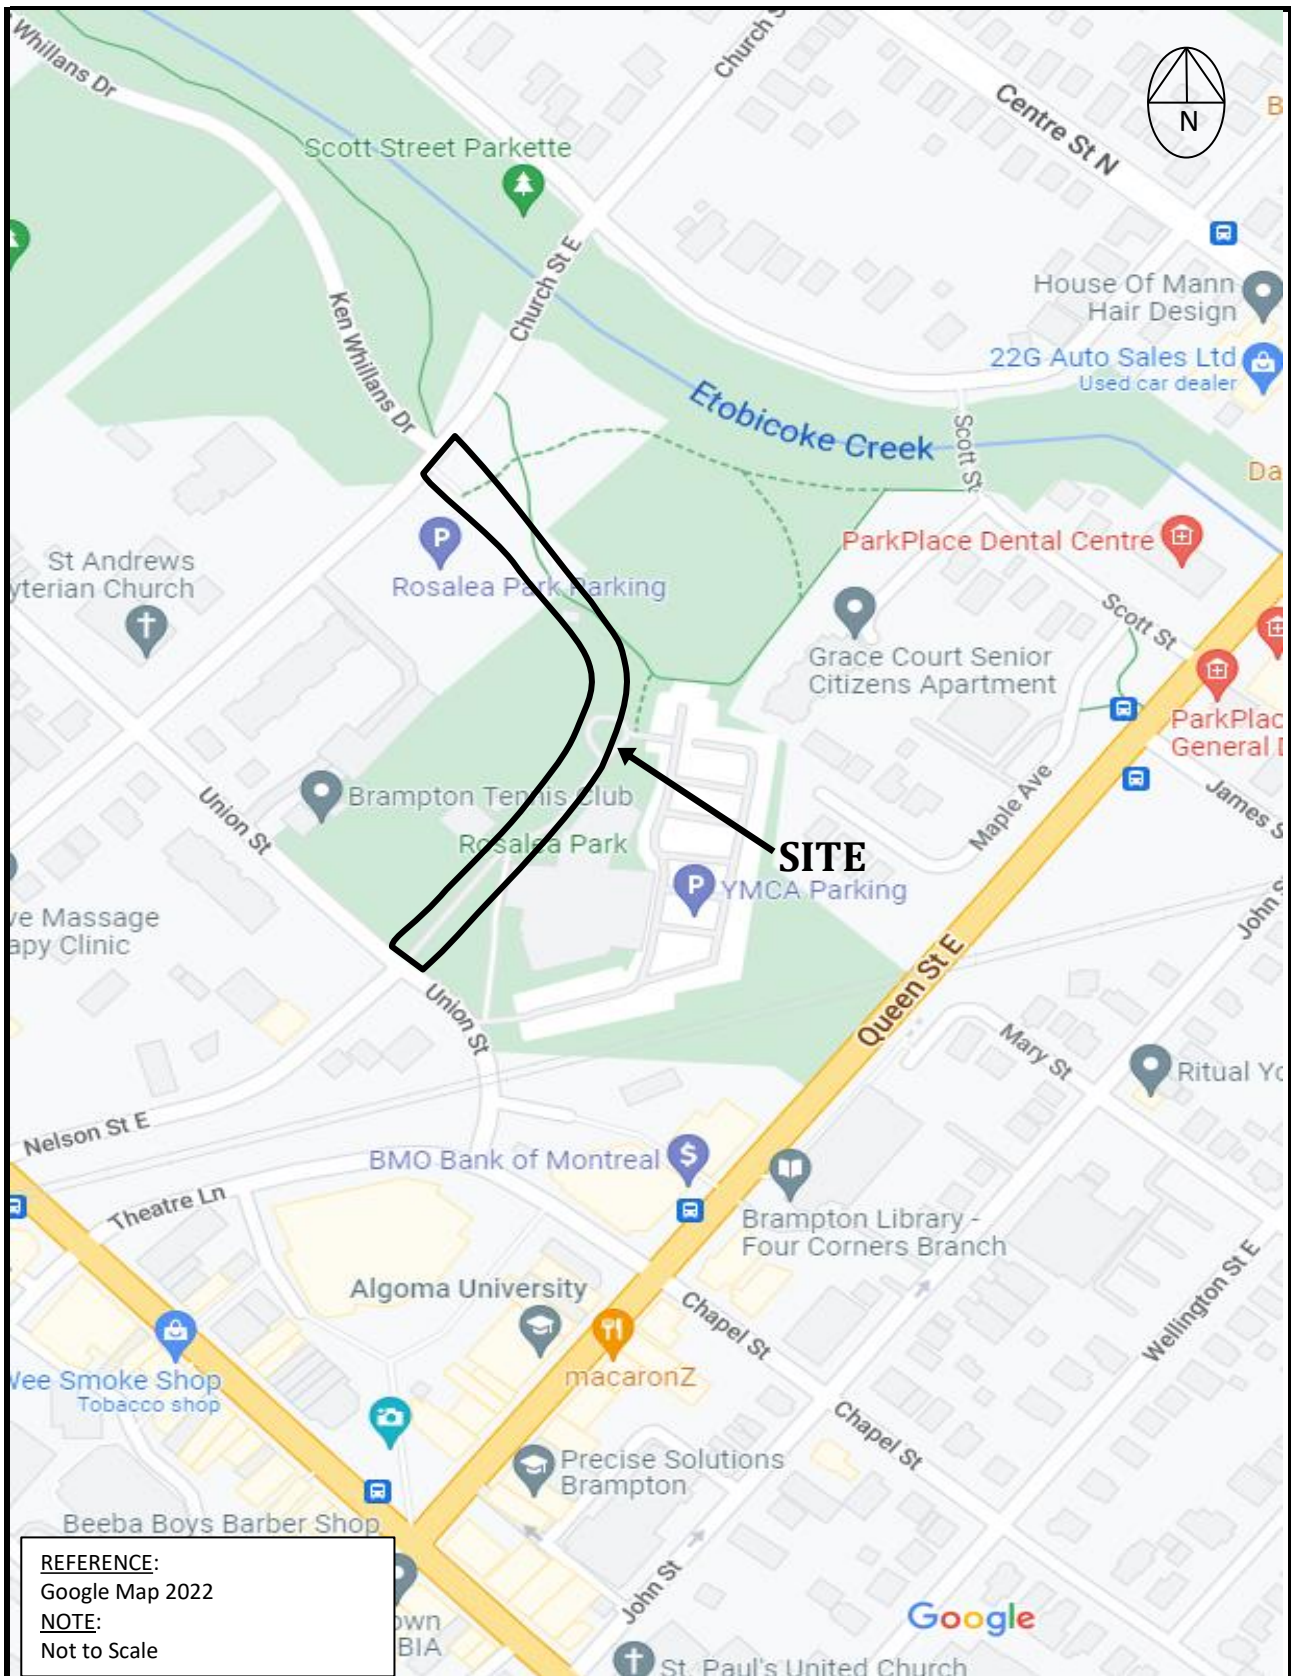 Whillans Dr
Church S
Centre St N
N
B
Scott Street Parkette
Church St E
House Of Mann
Hair Design
Ken Whillans Dr
22G Auto Sales Ltd
Used car dealer
Etobicoke Creek
Scott St
Da
P
ParkPlace Dental Centre
St Andrews
yterian Church
Rosalea Park Parking
Scott St
Grace Court Senior
Citizens Apartment
ParkPlac
General D
Union St
Brampton Tennis Club
Maple Ave
James S
Rosalea Park
SITE
P
YMCA Parking
ve Massage
apy Clinic
John S
Union St
Queen St E
Mary St
Ritual Yo
Nelson St E
BMO Bank of Montreal
$
Theatre Ln
Brampton Library -
Four Corners Branch
Algoma University
Chapel St
Wellington St E
macaronZ
Wee Smoke Shop
Tobacco shop
Chapel St
Precise Solutions
Brampton
Beeba Boys Barber Shop
REFERENCE:
Google Map 2022
NOTE:
Not to Scale
own
BIA
John St
Google
St. Paul's United Church